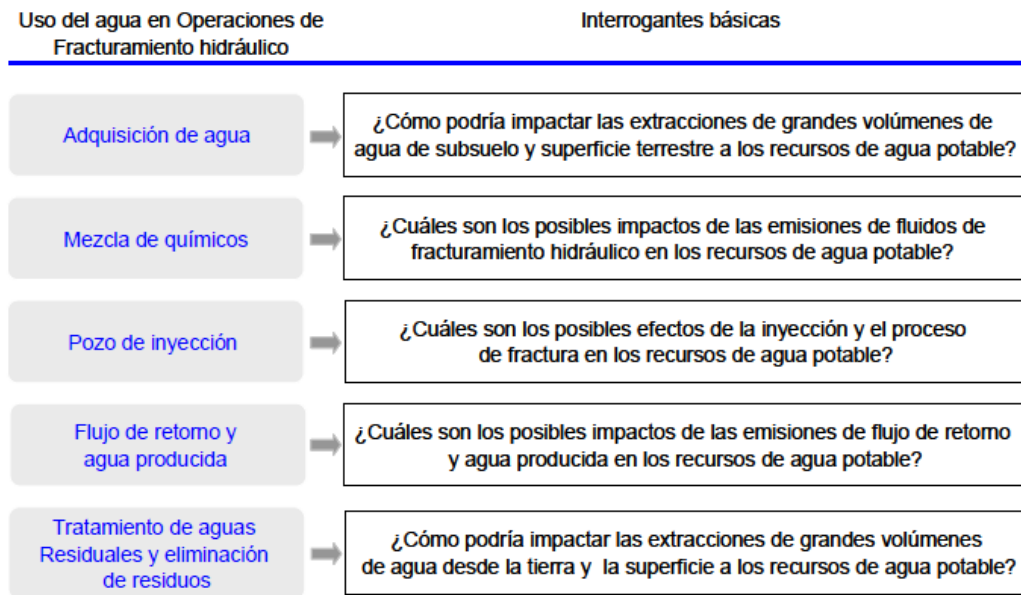 Uso del agua en Operaciones de
Fracturamiento hidráulico
Interrogantes básicas
Adquisición de agua
¿Cómo podría impactar las extracciones de grandes volúmenes de
agua de subsuelo y superficie terrestre a los recursos de agua potable?
Mezcla de químicos
¿Cuáles son los posibles impactos de las emisiones de fluidos de
fracturamiento hidráulico en los recursos de agua potable?
Pozo de inyección
¿Cuáles son los posibles efectos de la inyección y el proceso
de fractura en los recursos de agua potable?
Flujo de retorno y
agua producida
¿Cuáles son los posibles impactos de las emisiones de flujo de retorno
y agua producida en los recursos de agua potable?
Tratamiento de aguas
Residuales y eliminación
de residuos
¿Cómo podría impactar las extracciones de grandes volúmenes
de agua desde la tierra y la superficie a los recursos de agua potable?